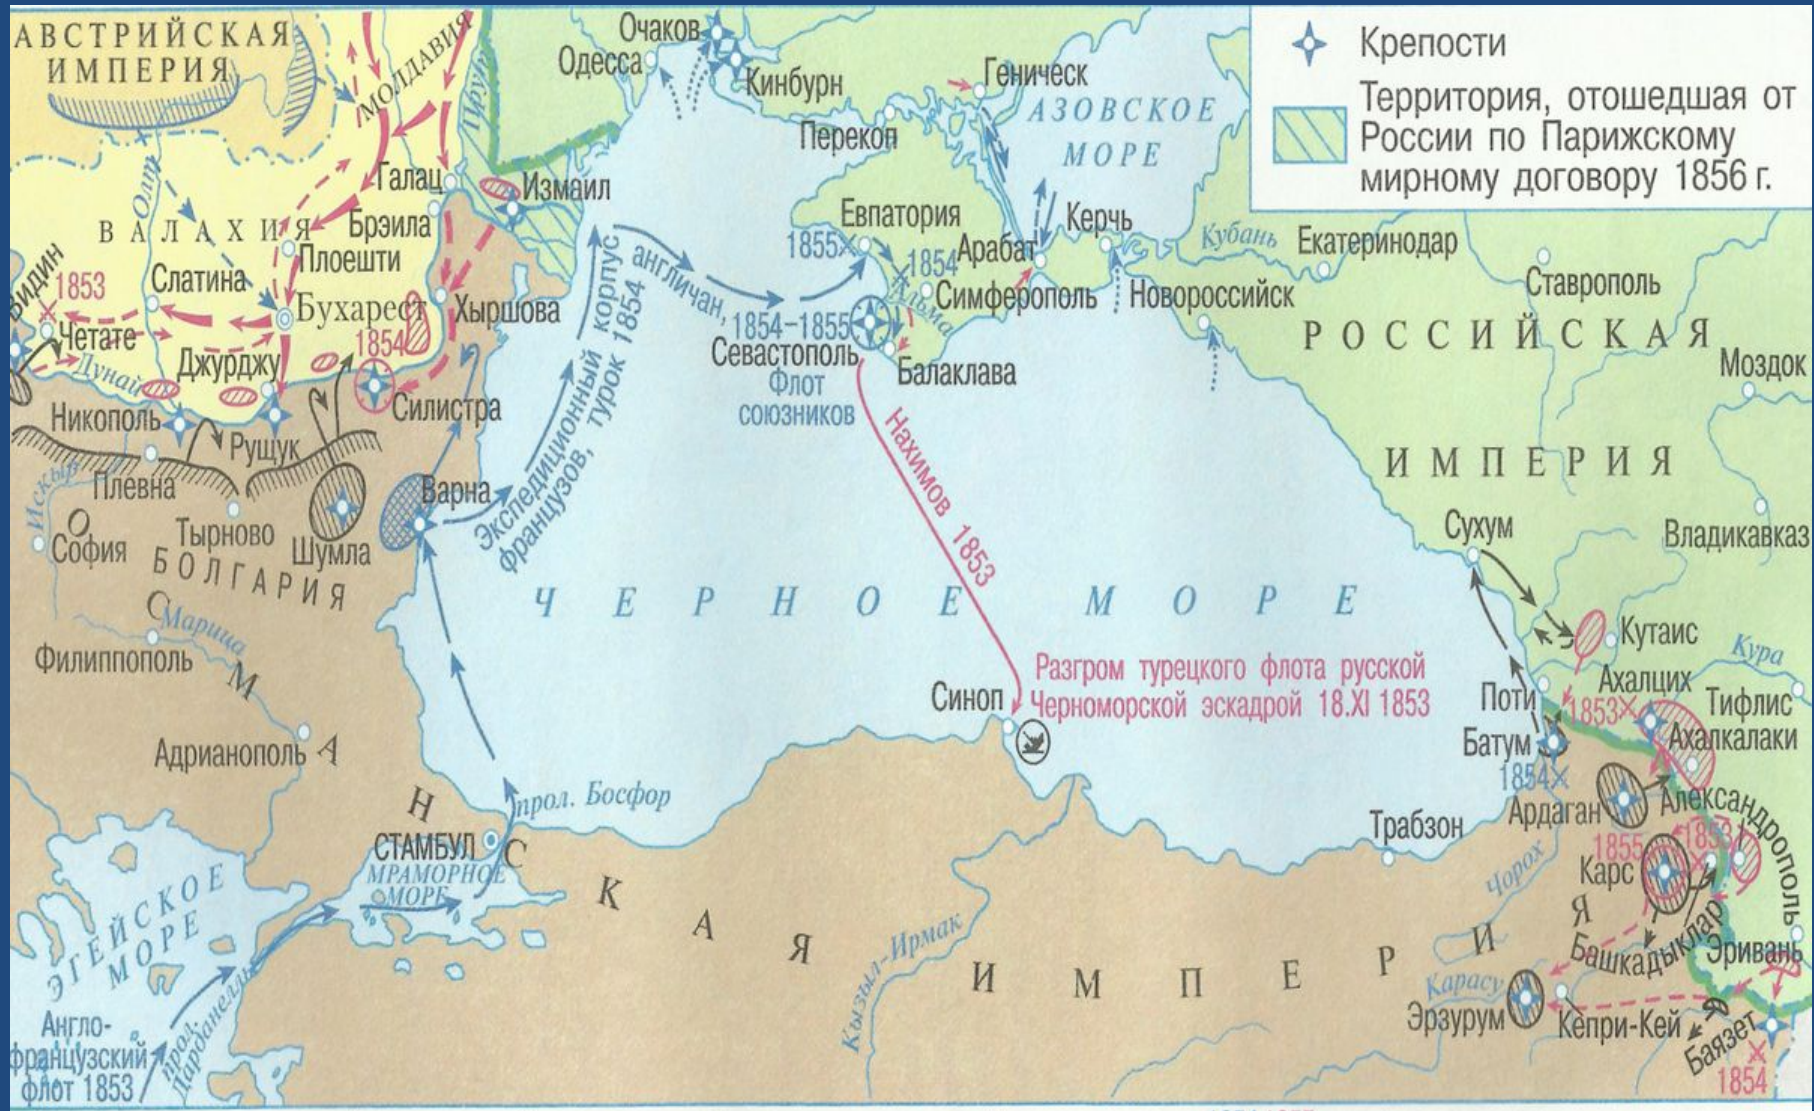 АВСТРИЙСКАЯ
ИМПЕРИЯ
МОЛДАВИЯ
Прут
Очаков
Одесса
Кинбурн
Геническ
Перекоп
АЗОВСКОЕ
МОРЕ
Крепости
Территория, отошедшая от
России по Парижскому
мирному договору 1856 г.
Олт
Галац
Измаил
Брэила
ВАЛАХИЯ
Плоешти
Слатина
Бухарест
Хыршова
Видин
1853
Четате
Дунай
Джурджу
1854
Силистра
Никополь
Рущук
Плевна
Искыр
София
Тырново
Шумла
Варна
БОЛГАРИЯ
Марица
Филиппополь
Адрианополь
Экспедиционный корпус
французов, турок 1854
англичан,
Евпатория
1855
1854
Арабат
Керчь
Кубань
Екатеринодар
Симферополь
Альма
Новороссийск
Ставрополь
1854–1855
Севастополь
Флот
союзников
Балаклава
РОССИЙСКАЯ
ИМПЕРИЯ
Моздок
Владикавказ
Нахимов 1853
ЧЕРНОЕ МОРЕ
Сухум
Кутаис
Кура
Разгром турецкого флота русской
Черноморской эскадрой 18.XI 1853
Синоп
Поти
Ахалцих
1853
Тифлис
Ахалкалаки
Батум
1854
Ардаган
Александрополь
Трабзон
Чорох
1855
1853
Карс
Башкадыклар
Эривань
Карасу
Эрзурум
Кепри-Кей
Баязет
1854
прол. Босфор
СТАМБУЛ
МРАМОРНОЕ
МОРЕ
ЭГЕЙСКОЕ
МОРЕ
прол.
Дарданеллы
Англо-
французский
флот 1853
Кызыл-Ирмак
ОСМАНСКАЯ ИМПЕРИЯ